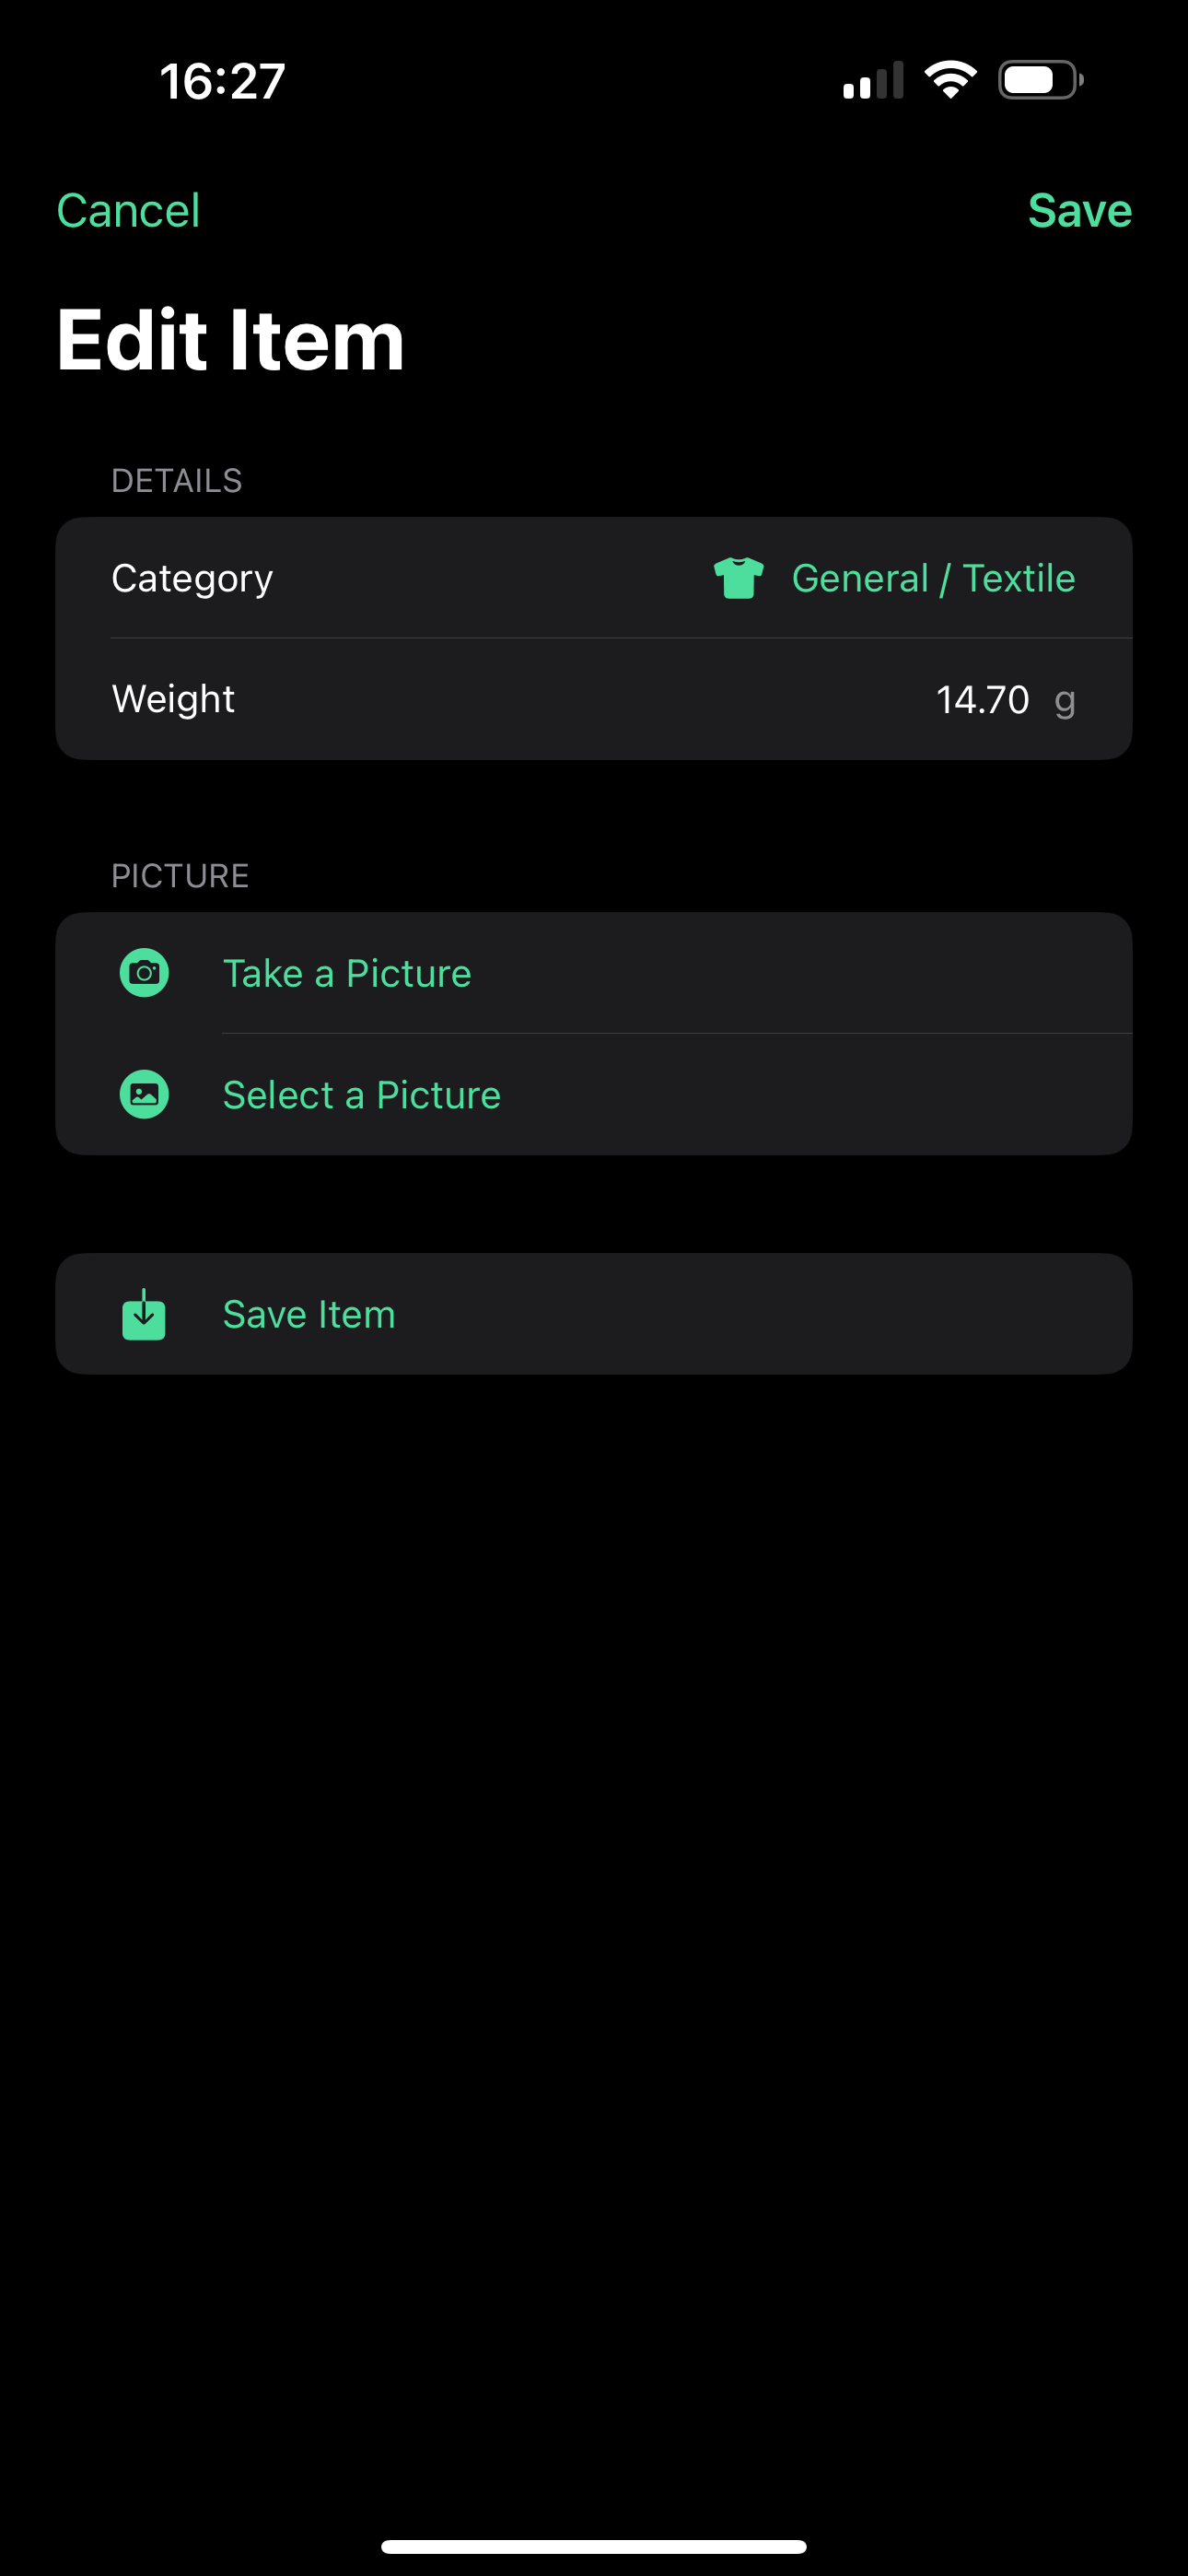 16:27
Cancel Save
Edit Item
DETAILS
Category General / Textile
Weight 14.70 g
PICTURE
Take a Picture
Select a Picture
Save Item